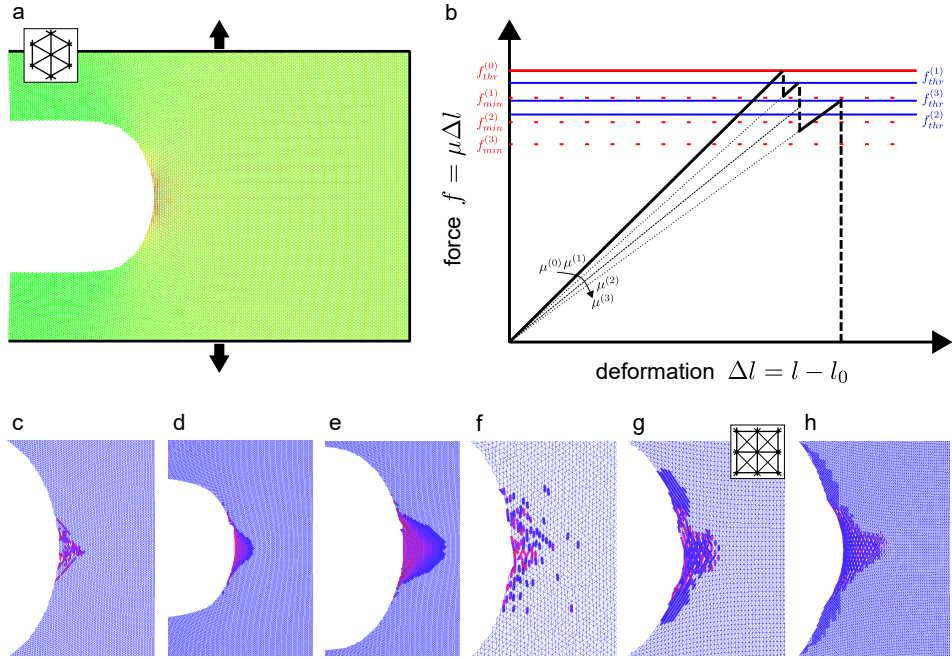 a
b
f_{thr}^{(0)}
f_{thr}^{(1)}
f_{min}^{(1)}
f_{thr}^{(3)}
f_{min}^{(2)}
f_{thr}^{(2)}
f_{min}^{(3)}
force f = μΔl
μ^{(0)} μ^{(1)}
μ^{(2)}
μ^{(3)}
deformation Δl = l − l_0
c
d
e
f
g
h